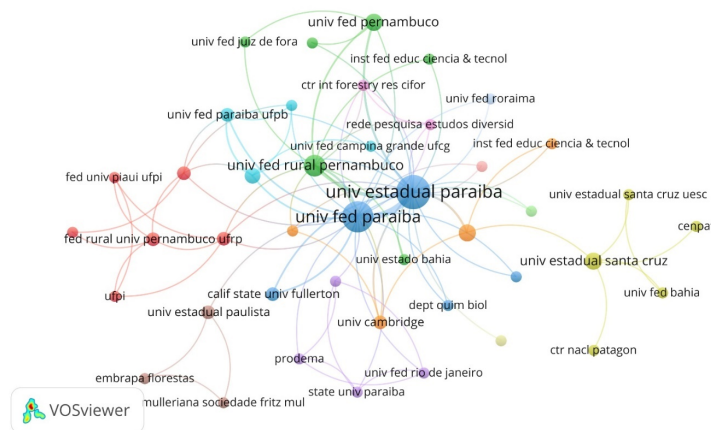 univ fed pernambuco
univ fed juiz de fora
inst fed educ ciencia & tecnol
ctr int forestry res cifor
univ fed roraima
univ fed paraiba ufpb
rede pesquisa estudos diversid
univ fed campina grande ufcg
inst fed educ ciencia & tecnol
univ fed rural pernambuco
fed univ piaui ufpi
univ estadual paraiba
univ estadual santa cruz uesc
univ fed paraiba
cenpa
fed rural univ pernambuco ufrp
univ estado bahia
univ estadual santa cruz
ufpi
calif state univ fullerton
univ fed bahia
univ estadual paulista
dept quim biol
univ cambridge
ctr nacl patagon
prodema
univ fed rio de janeiro
embrapa florestas
state univ paraiba
mulleriana sociedade fritz mul
VOSviewer